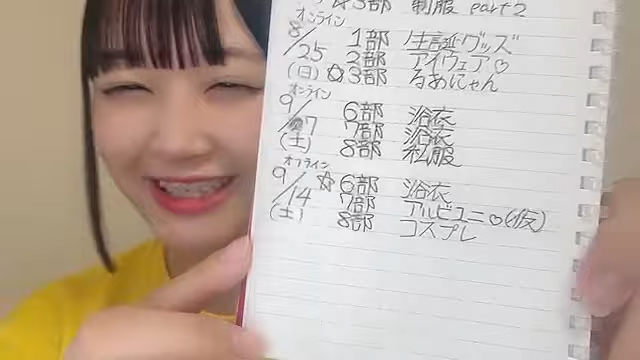 ☆3部 制服 part2
オンライン
8/25 1部 生誕グッズ
2部 アイウェア♡
(日) ☆3部 るあにゃん
オンライン
9/7 6部 浴衣
7部 浴衣
(土) 8部 私服
オフライン
9/14 ☆6部 浴衣
7部 アルビユニ♡(仮)
(土) 8部 コスプレ